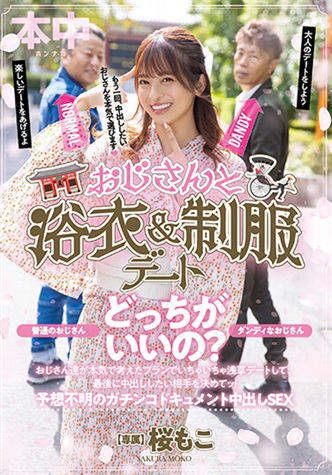 本中
ホンナカ
大人のデートをしよう
楽しいデートをあげるよ
もう一回、中出ししたい
おじさんを本気で選びます
NORMAL
DANDY
おじさんと
浴衣&制服
デート
どっちが
いいの?
普通のおじさん
ダンディなおじさん
おじさん達が本気で考えたプランでいちゃいちゃ浅草デートして、
最後に中出ししたい相手を決めてッ!
予想不明のガチンコドキュメント中出しSEX
【専属】桜もこ
SAKURA MOKO